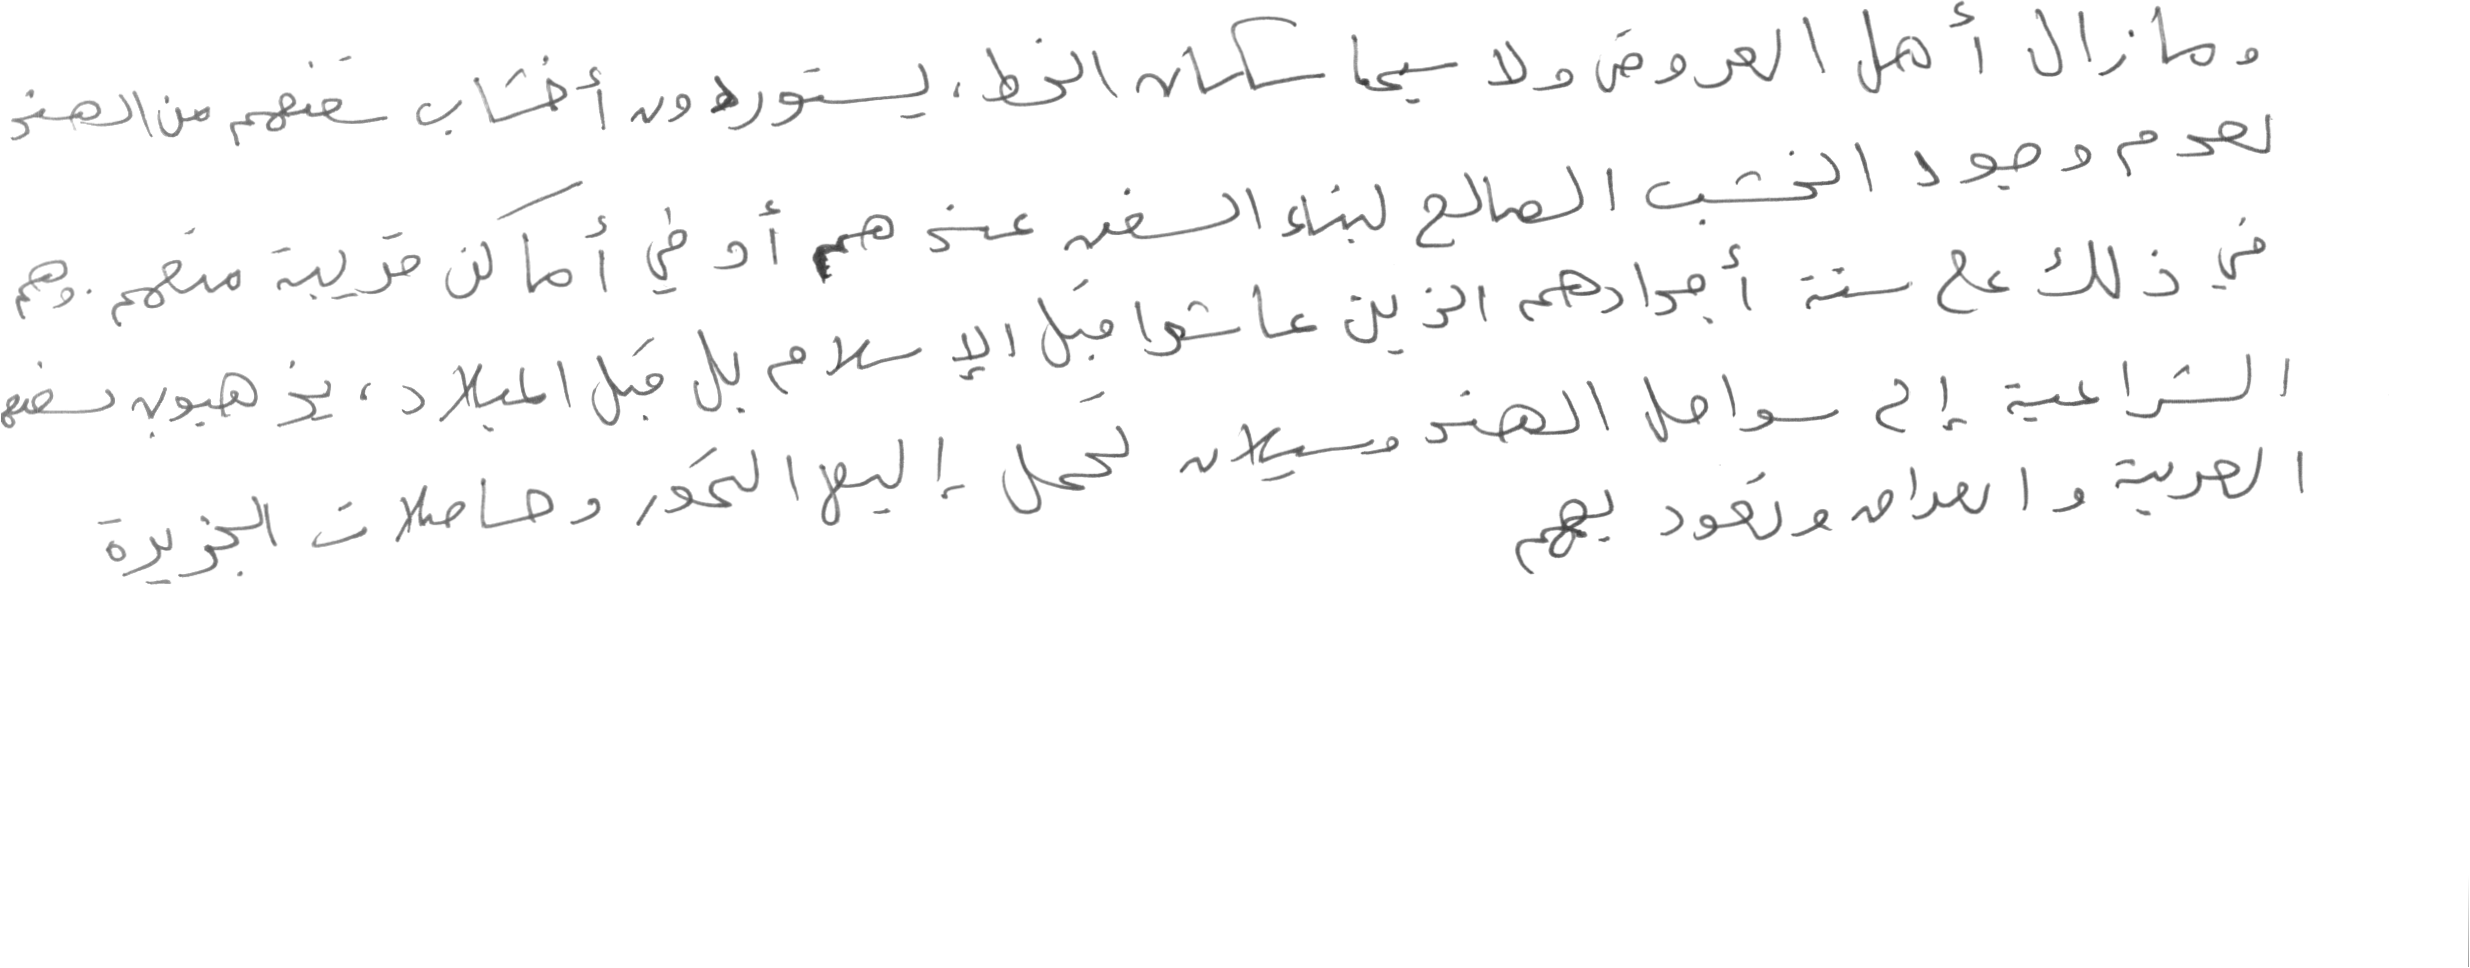 وما زال أهل العروض ولا سيما سكان الخط، يستوردون أخشاب سفنهم من الهند
لعدم وجود الخشب الصالح لبناء السفن عندهم أو في أماكن قريبة منهم. وهم
في ذلك على سنة أجدادهم الذين عاشوا قبل الإسلام بل قبل الميلاد، يذهبون بسفنهم
الشراعية إلى سواحل الهند وسيلان تحمل إليها التمور وحاصلات الجزيرة
العربية والعراق وتعود بهم